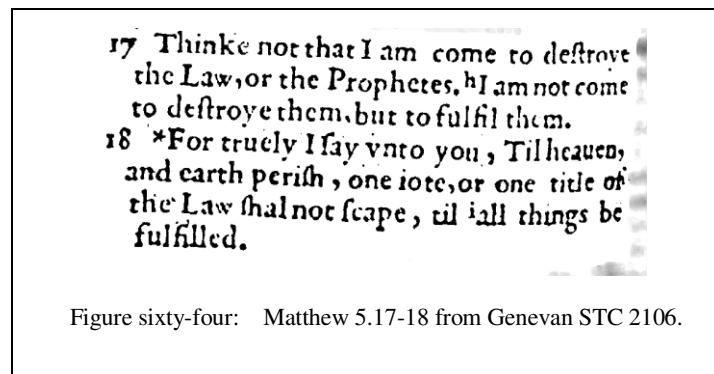 17 Thinke not that I am come to deſtroye
the Law, or the Prophetes. hI am not come
to deſtroye them, but to fulfil them.
18 *For truely I ſay vnto you, Til heauen,
and earth periſh, one iote, or one title of
the Law ſhal not ſcape, til iall things be
fulfilled.
Figure sixty-four: Matthew 5.17-18 from Genevan STC 2106.